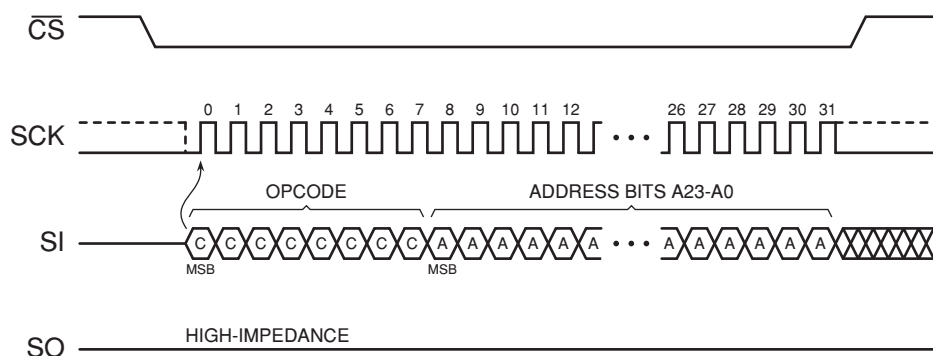 CS
0 1 2 3 4 5 6 7 8 9 10 11 12 26 27 28 29 30 31
SCK
OPCODE ADDRESS BITS A23-A0
SI C C C C C C C C A A A A A A A A A A A A
MSB MSB
HIGH-IMPEDANCE
SO